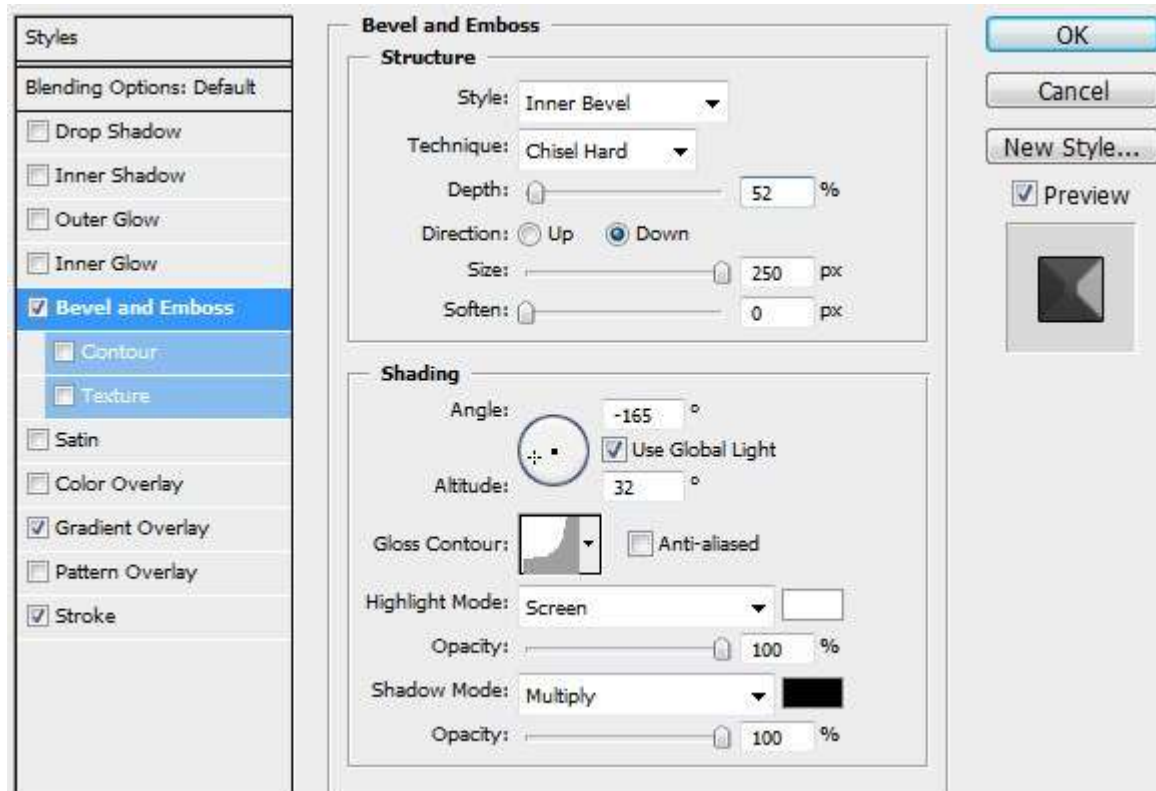 Styles
Blending Options: Default
Drop Shadow
Inner Shadow
Outer Glow
Inner Glow
Bevel and Emboss
Contour
Texture
Satin
Color Overlay
Gradient Overlay
Pattern Overlay
Stroke
Bevel and Emboss
Structure
Style: Inner Bevel
Technique: Chisel Hard
Depth: 52 %
Direction: Up Down
Size: 250 px
Soften: 0 px
Shading
Angle: -165 °
Use Global Light
Altitude: 32 °
Gloss Contour: Anti-aliased
Highlight Mode: Screen
Opacity: 100 %
Shadow Mode: Multiply
Opacity: 100 %
OK
Cancel
New Style...
Preview